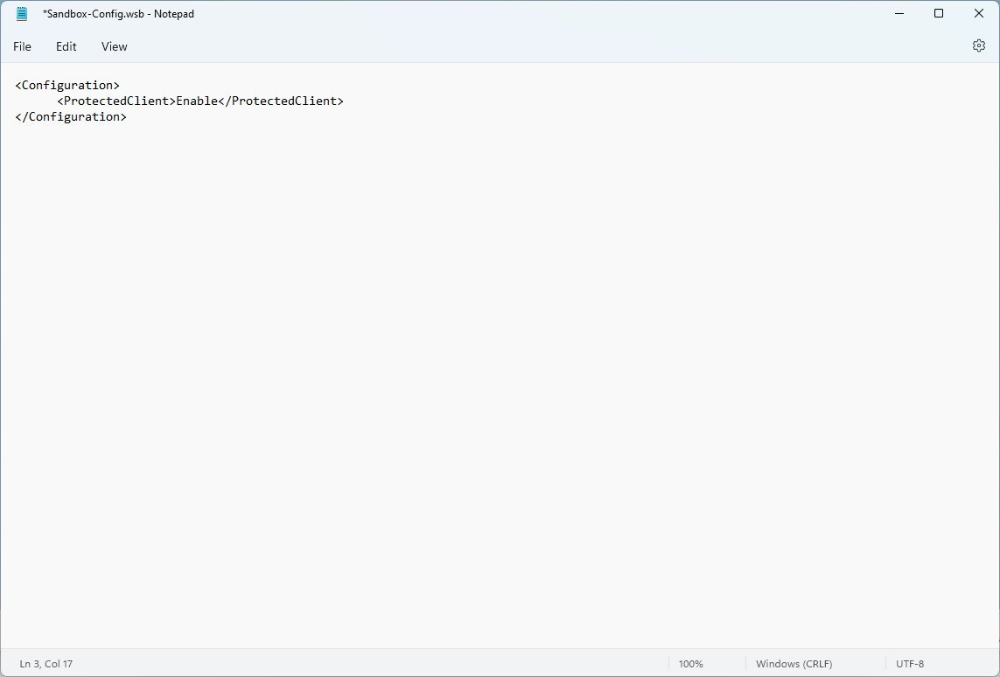 *Sandbox-Config.wsb - Notepad
File Edit View
<Configuration>
<ProtectedClient>Enable</ProtectedClient>
</Configuration>
Ln 3, Col 17 100% Windows (CRLF) UTF-8